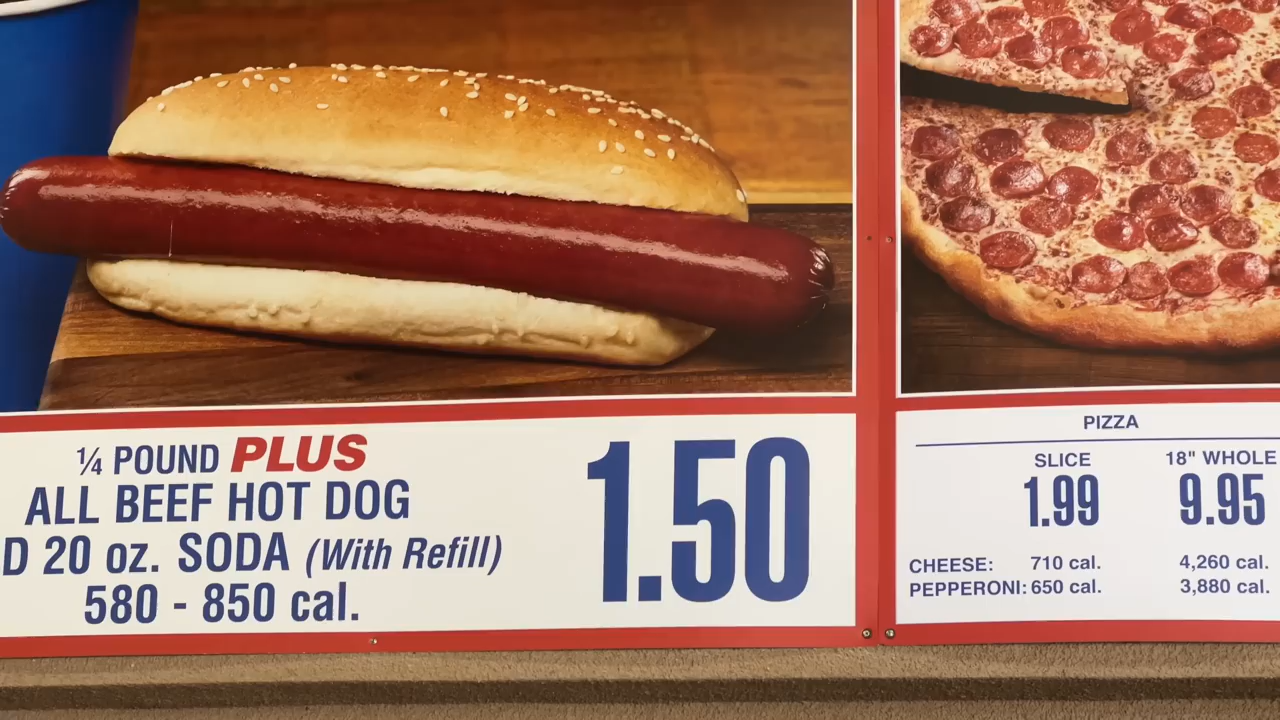 ¼ POUND PLUS
ALL BEEF HOT DOG
D 20 oz. SODA (With Refill)
580 - 850 cal.
1.50
PIZZA
SLICE 18" WHOLE
1.99 9.95
CHEESE: 710 cal. 4,260 cal.
PEPPERONI: 650 cal. 3,880 cal.